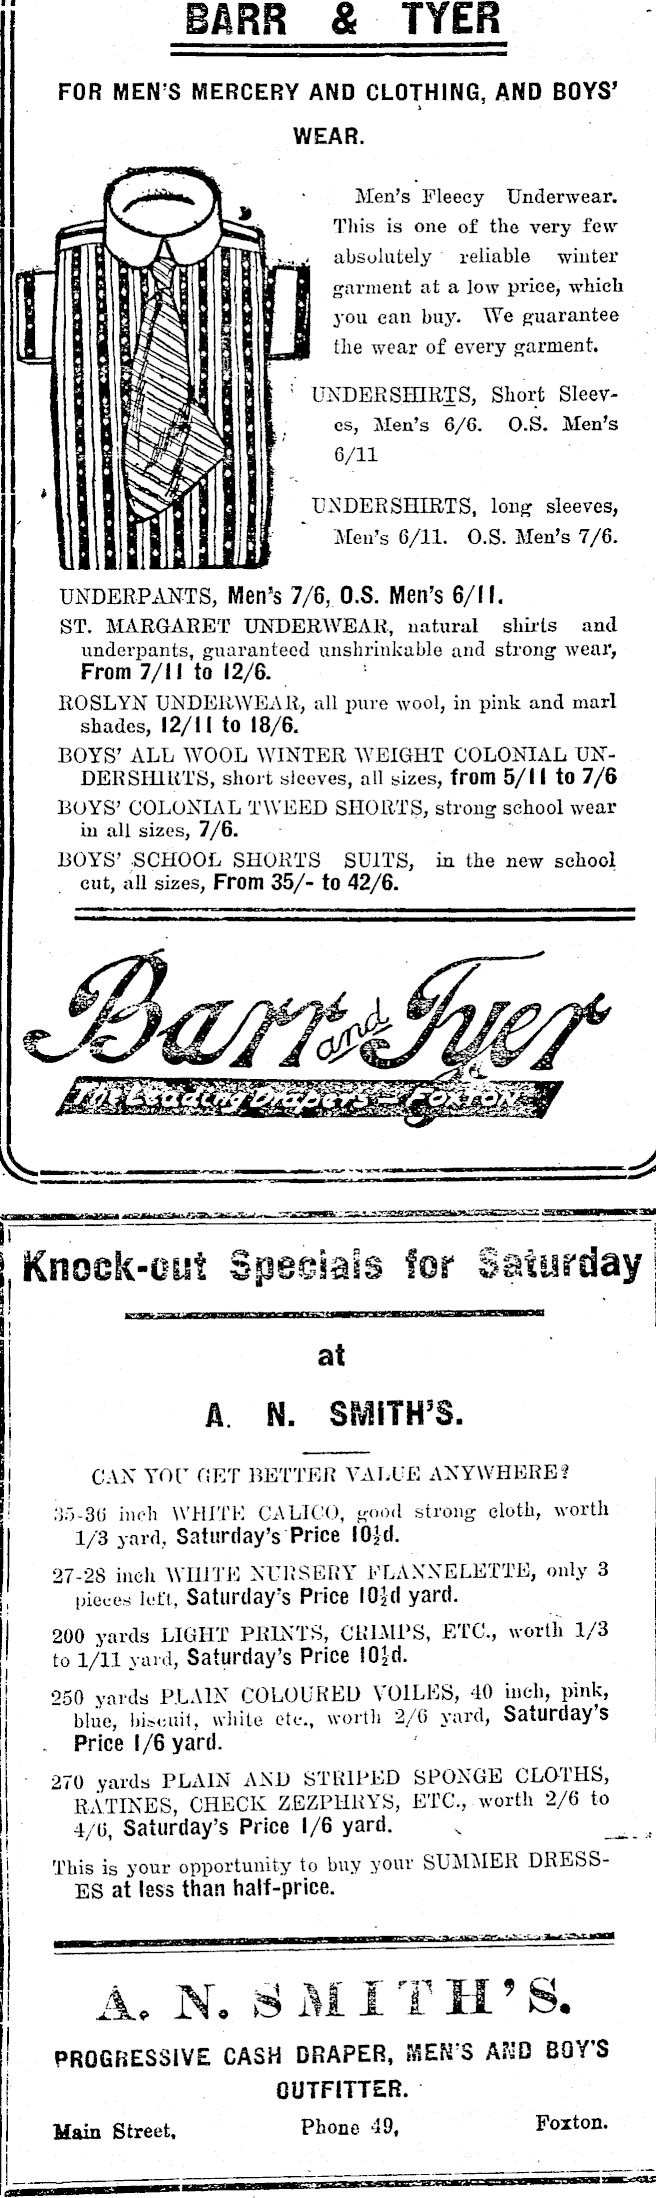 BARR & TYER
FOR MEN'S MERCERY AND CLOTHING, AND BOYS'
WEAR.
Men's Fleecy Underwear.
This is one of the very few
absolutely reliable winter
garment at a low price, which
you can buy. We guarantee
the wear of every garment.
UNDERSHIRTS, Short Sleev-
es, Men's 6/6. O.S. Men's
6/11
UNDERSHIRTS, long sleeves,
Men's 6/11. O.S. Men's 7/6.
UNDERPANTS, Men's 7/6, O.S. Men's 6/11.
ST. MARGARET UNDERWEAR, natural shirts and
underpants, guaranteed unshrinkable and strong wear,
From 7/11 to 12/6.
ROSLYN UNDERWEAR, all pure wool, in pink and marl
shades, 12/11 to 18/6.
BOYS' ALL WOOL WINTER WEIGHT COLONIAL UN-
DERSHIRTS, short sleeves, all sizes, from 5/11 to 7/6
BOYS' COLONIAL TWEED SHORTS, strong school wear
in all sizes, 7/6.
BOYS' SCHOOL SHORTS SUITS, in the new school
cut, all sizes, From 35/- to 42/6.
Barr and Tyer
The Leading Drapers — FOXTON
Knock-out Specials for Saturday
at
A. N. SMITH'S.
CAN YOU GET BETTER VALUE ANYWHERE?
35-36 inch WHITE CALICO, good strong cloth, worth
1/3 yard, Saturday's Price 10½d.
27-28 inch WHITE NURSERY FLANNELETTE, only 3
pieces left, Saturday's Price 10½d yard.
200 yards LIGHT PRINTS, CRIMPS, ETC., worth 1/3
to 1/11 yard, Saturday's Price 10½d.
250 yards PLAIN COLOURED VOILES, 40 inch, pink,
blue, biscuit, white etc., worth 2/6 yard, Saturday's
Price 1/6 yard.
270 yards PLAIN AND STRIPED SPONGE CLOTHS,
RATINES, CHECK ZEZPHRYS, ETC., worth 2/6 to
4/6, Saturday's Price 1/6 yard.
This is your opportunity to buy your SUMMER DRESS-
ES at less than half-price.
A. N. SMITH'S.
PROGRESSIVE CASH DRAPER, MEN'S AND BOY'S
OUTFITTER.
Main Street, Phone 49, Foxton.